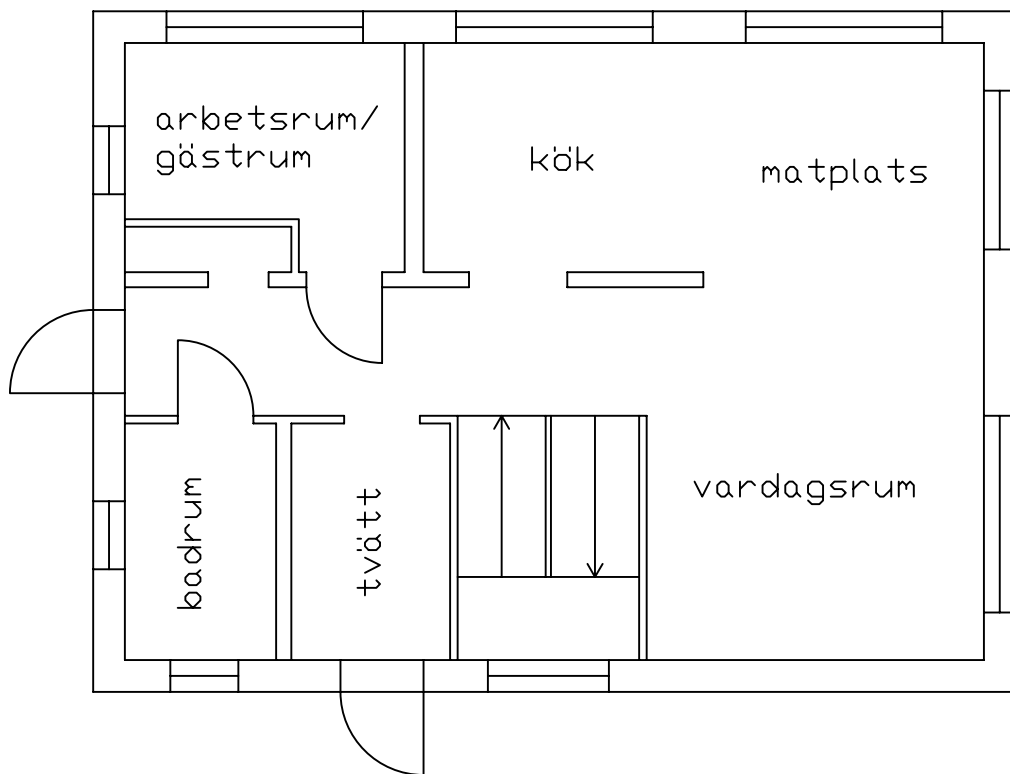 arbetsrum/
gästrum
kök
matplats
badrum
tvätt
vardagsrum